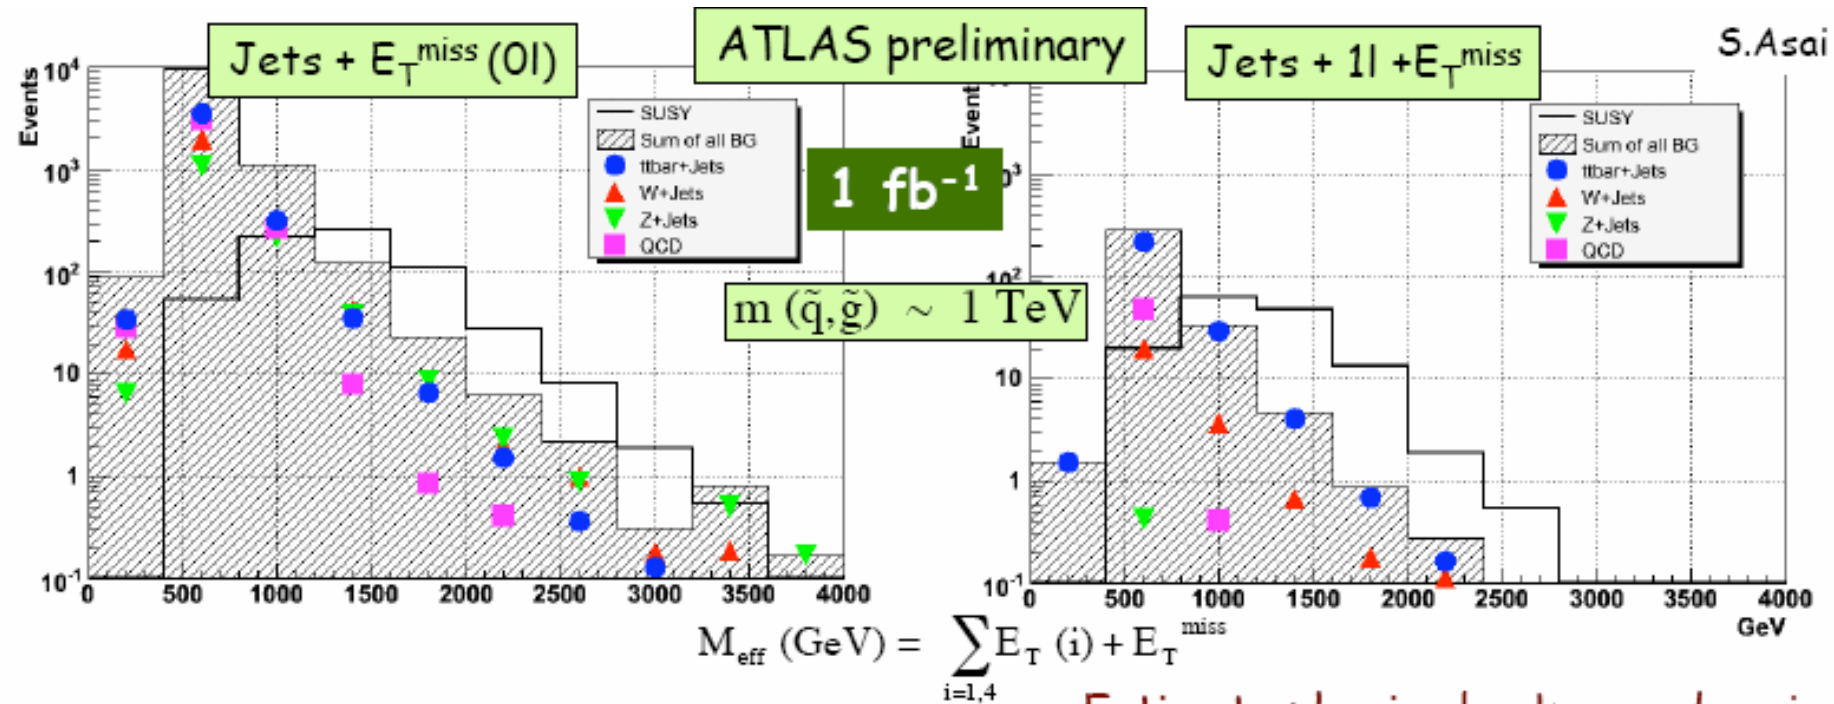 Jets + E_T^miss (0l)
ATLAS preliminary
Jets + 1l +E_T^miss
S.Asai
Events
10^4
10^3
10^2
10
1
10^-1
SUSY
Sum of all BG
ttbar+Jets
W+Jets
Z+Jets
QCD
0 500 1000 1500 2000 2500 3000 3500 4000
1 fb^-1
m (q̃,g̃) ~ 1 TeV
Events
10^2
10
1
10^-1
SUSY
Sum of all BG
ttbar+Jets
W+Jets
Z+Jets
QCD
0 500 1000 1500 2000 2500 3000 3500 4000
GeV
M_eff (GeV) = ∑ E_T (i) + E_T^miss
i=1,4